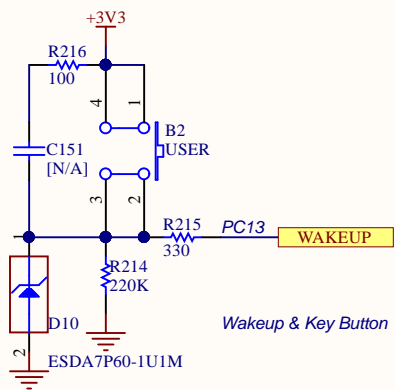 +3V3
R216
100
4
1
B2
USER
C151
[N/A]
3
2
R215
PC13
WAKEUP
330
1
R214
220K
D10
Wakeup & Key Button
2
ESDA7P60-1U1M